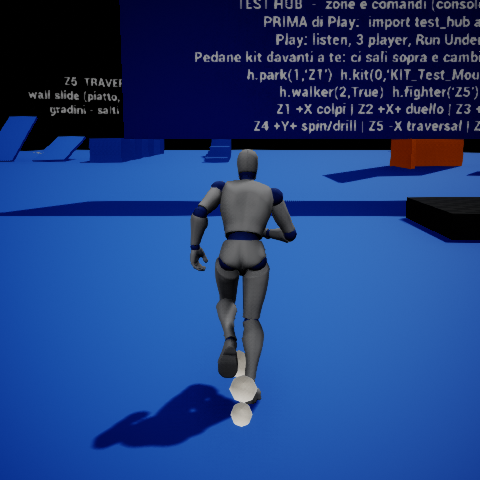 TEST HUB - zone e comandi (consol
PRIMA di Play: import test_hub a
Play: listen, 3 player, Run Under
Pedane kit davanti a te: ci sali sopra e cambi
h.park(1,'Z1') h.kit(0,'KIT_Test_Mou
h.walker(2,True) h.fighter('Z5')
Z1 +X colpi | Z2 +X+ duello | Z3 +
Z4 +Y+ spin/drill | Z5 -X traversal | Z
Z5 TRAVER
wall slide (piatto,
gradini - salti